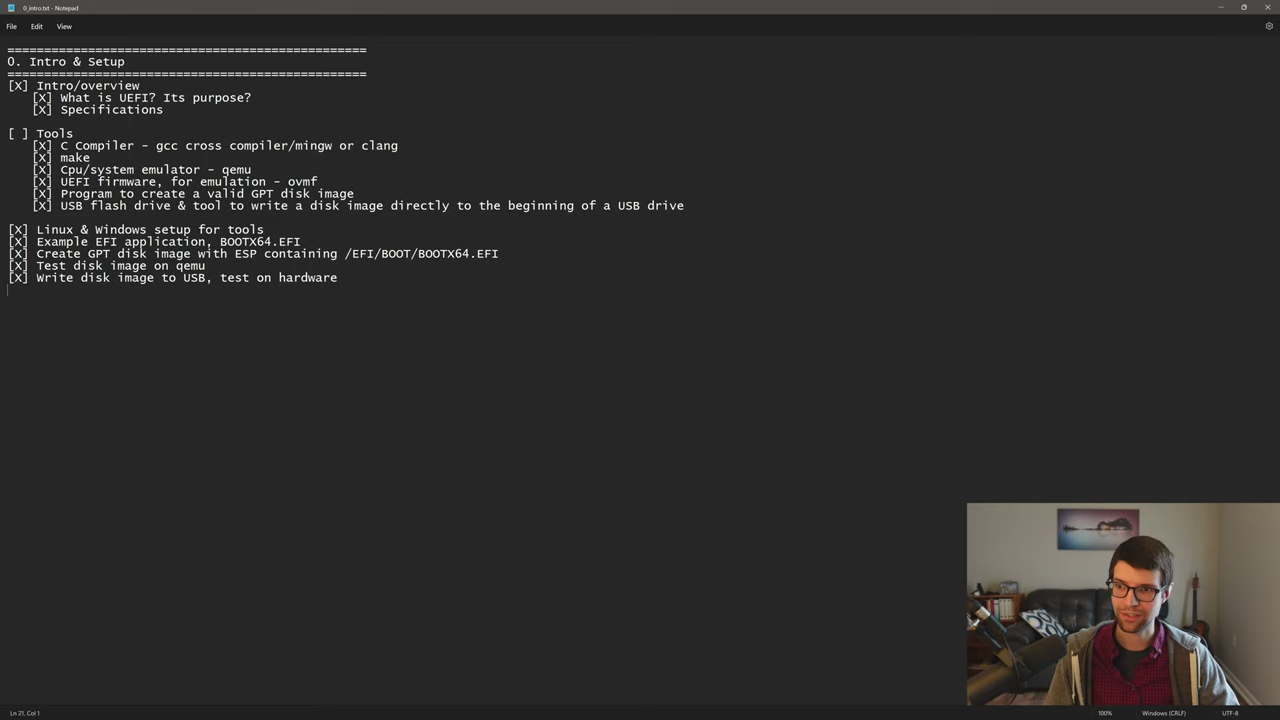 0_intro.txt - Notepad
File Edit View
=================================================
0. Intro & Setup
=================================================
[X] Intro/overview
[X] What is UEFI? Its purpose?
[X] Specifications
[ ] Tools
[X] C Compiler - gcc cross compiler/mingw or clang
[X] make
[X] Cpu/system emulator - qemu
[X] UEFI firmware, for emulation - ovmf
[X] Program to create a valid GPT disk image
[X] USB flash drive & tool to write a disk image directly to the beginning of a USB drive
[X] Linux & Windows setup for tools
[X] Example EFI application, BOOTX64.EFI
[X] Create GPT disk image with ESP containing /EFI/BOOT/BOOTX64.EFI
[X] Test disk image on qemu
[X] Write disk image to USB, test on hardware
Ln 21, Col 1 100% Windows (CRLF) UTF-8